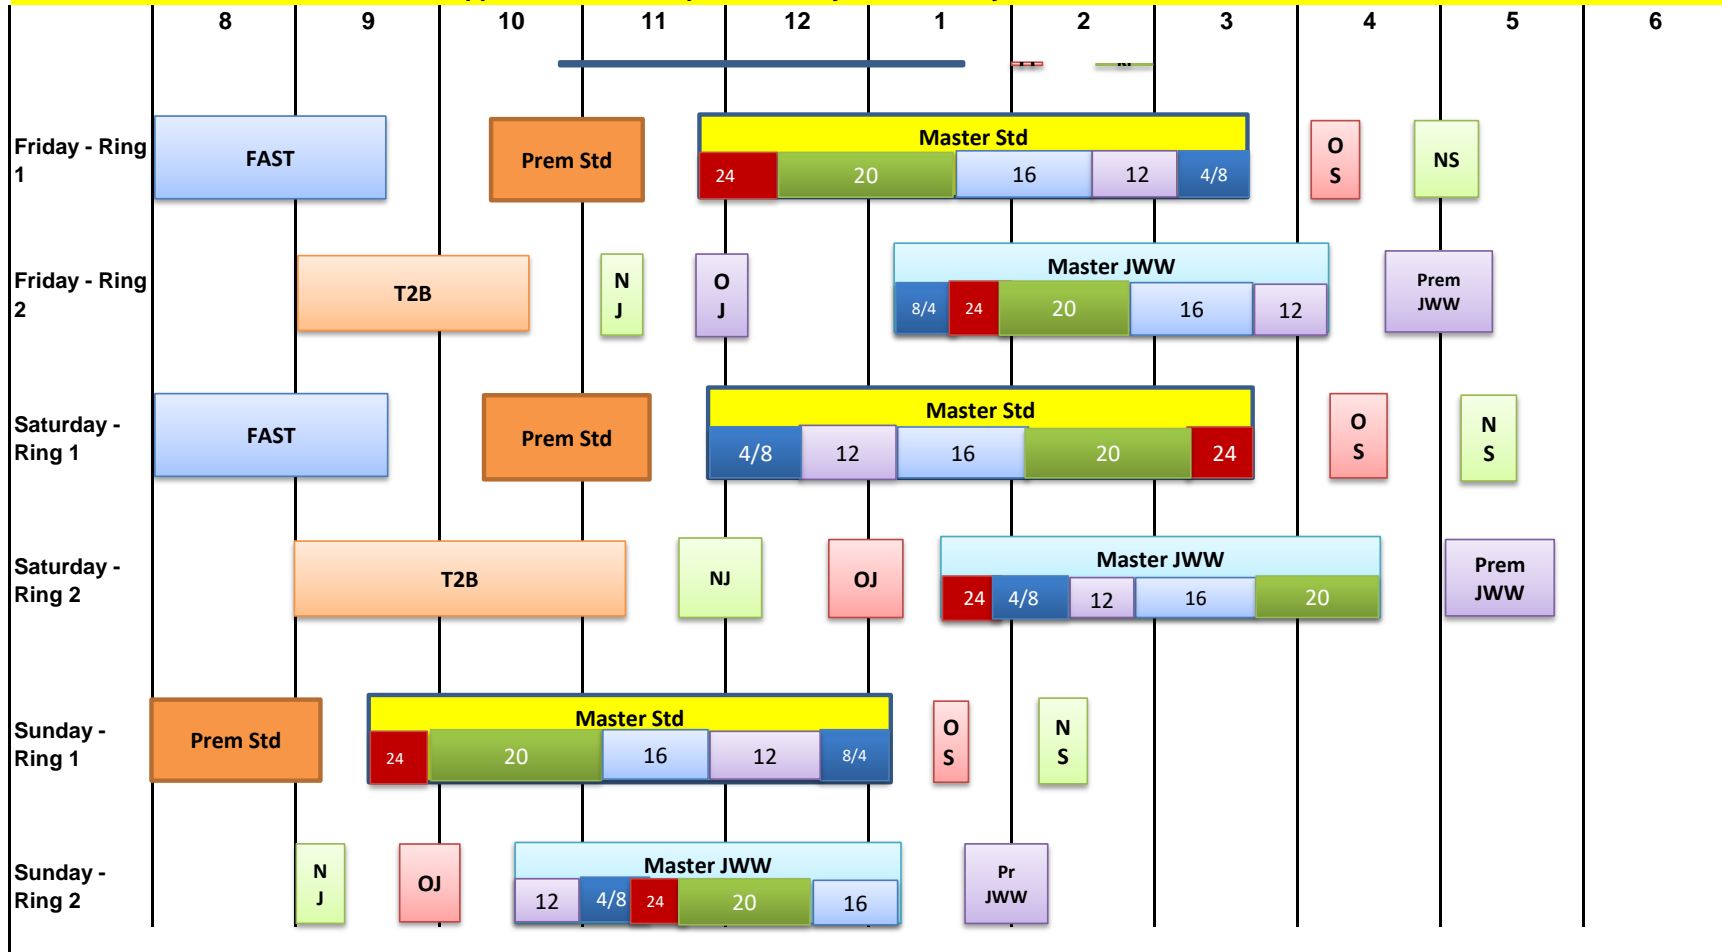 8 9 10 11 12 1 2 3 4 5 6
Friday - Ring
1
FAST
Prem Std
Master Std
24 20 16 12 4/8
O
S
NS
Friday - Ring
2
T2B
N
J
O
J
Master JWW
8/4 24 20 16 12
Prem
JWW
Saturday -
Ring 1
FAST
Prem Std
Master Std
4/8 12 16 20 24
O
S
N
S
Saturday -
Ring 2
T2B
NJ
OJ
Master JWW
24 4/8 12 16 20
Prem
JWW
Sunday -
Ring 1
Prem Std
Master Std
24 20 16 12 8/4
O
S
N
S
Sunday -
Ring 2
N
J
OJ
Master JWW
12 4/8 24 20 16
Pr
JWW